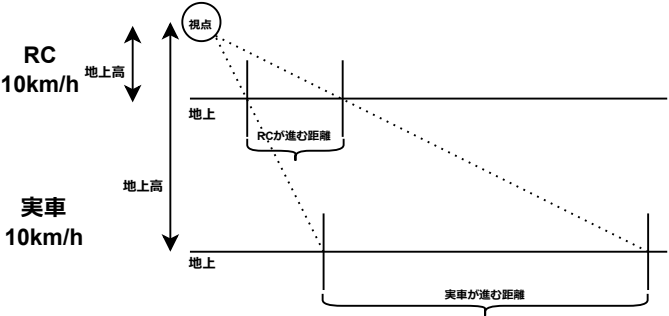 視点
RC
10km/h
地上高
地上
RCが進む距離
地上高
実車
10km/h
地上
実車が進む距離